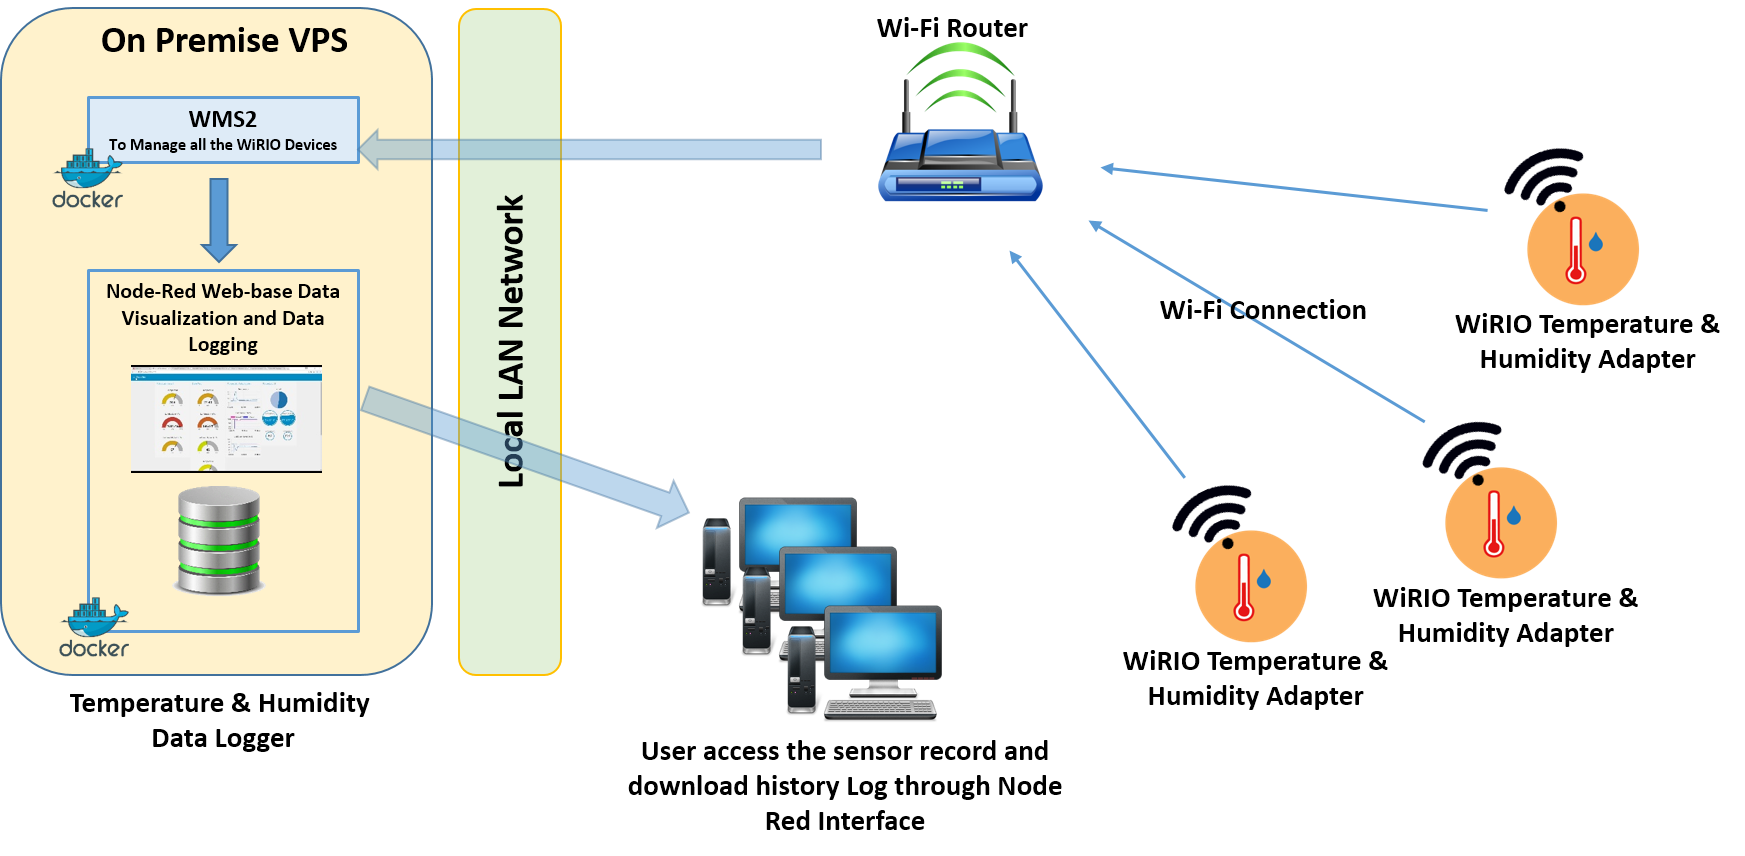 On Premise VPS
WMS2
To Manage all the WiRIO Devices
docker
Node-Red Web-base Data
Visualization and Data
Logging
docker
Temperature & Humidity
Data Logger
Local LAN Network
Wi-Fi Router
Wi-Fi Connection
WiRIO Temperature &
Humidity Adapter
WiRIO Temperature &
Humidity Adapter
WiRIO Temperature &
Humidity Adapter
User access the sensor record and
download history Log through Node
Red Interface